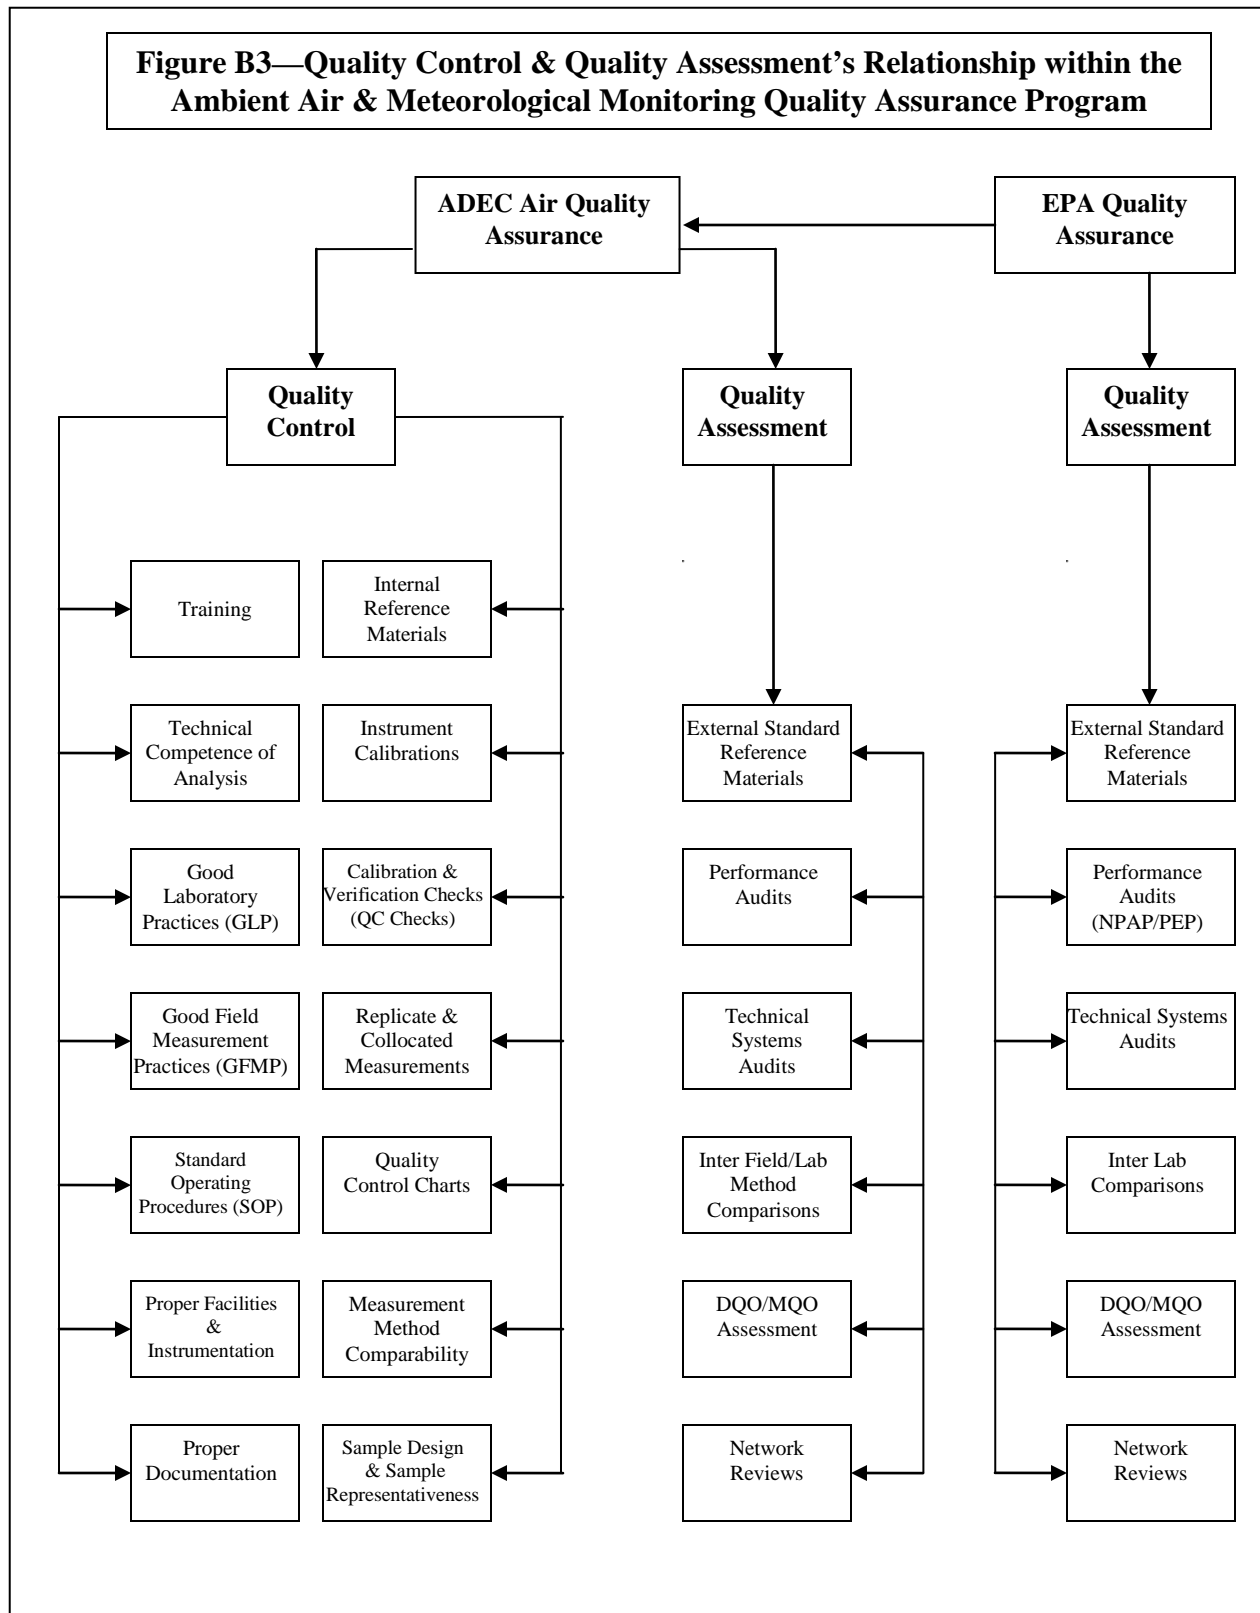 Figure B3—Quality Control & Quality Assessment's Relationship within the
Ambient Air & Meteorological Monitoring Quality Assurance Program
ADEC Air Quality
Assurance
EPA Quality
Assurance
Quality
Control
Quality
Assessment
Quality
Assessment
Training
Internal
Reference
Materials
Technical
Competence of
Analysis
Instrument
Calibrations
External Standard
Reference
Materials
External Standard
Reference
Materials
Good
Laboratory
Practices (GLP)
Calibration &
Verification Checks
(QC Checks)
Performance
Audits
Performance
Audits
(NPAP/PEP)
Good Field
Measurement
Practices (GFMP)
Replicate &
Collocated
Measurements
Technical
Systems
Audits
Technical Systems
Audits
Standard
Operating
Procedures (SOP)
Quality
Control Charts
Inter Field/Lab
Method
Comparisons
Inter Lab
Comparisons
Proper Facilities
&
Instrumentation
Measurement
Method
Comparability
DQO/MQO
Assessment
DQO/MQO
Assessment
Proper
Documentation
Sample Design
& Sample
Representativeness
Network
Reviews
Network
Reviews